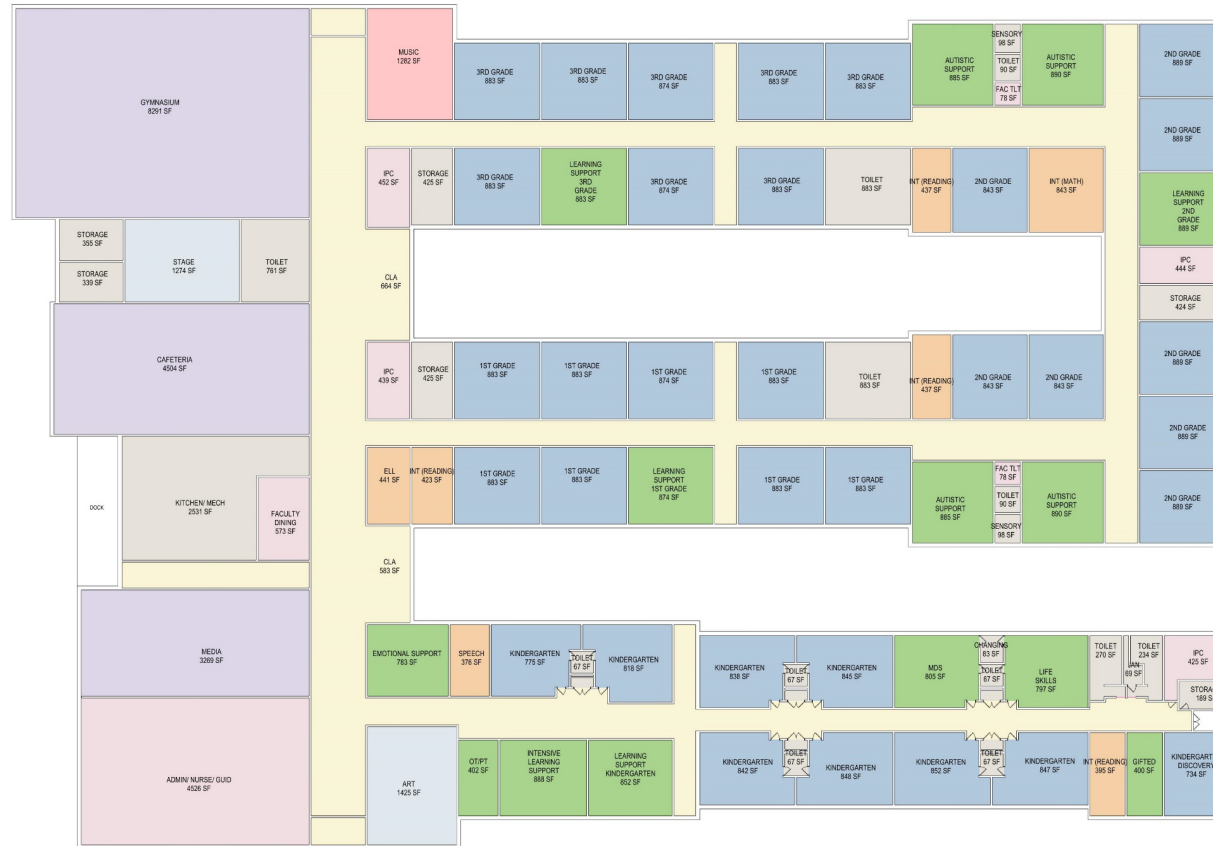 GYMNASIUM
8291 SF
MUSIC
1282 SF
3RD GRADE
883 SF
3RD GRADE
883 SF
3RD GRADE
874 SF
3RD GRADE
883 SF
3RD GRADE
883 SF
AUTISTIC
SUPPORT
885 SF
SENSORY
98 SF
TOILET
90 SF
FAC TLT
78 SF
AUTISTIC
SUPPORT
890 SF
2ND GRADE
889 SF
2ND GRADE
889 SF
IPC
452 SF
STORAGE
425 SF
3RD GRADE
883 SF
LEARNING
SUPPORT
3RD
GRADE
883 SF
3RD GRADE
874 SF
3RD GRADE
883 SF
TOILET
883 SF
INT (READING)
437 SF
2ND GRADE
843 SF
INT (MATH)
843 SF
LEARNING
SUPPORT
2ND
GRADE
889 SF
STORAGE
355 SF
STORAGE
339 SF
STAGE
1274 SF
TOILET
761 SF
CLA
664 SF
IPC
444 SF
STORAGE
424 SF
CAFETERIA
4504 SF
IPC
439 SF
STORAGE
425 SF
1ST GRADE
883 SF
1ST GRADE
883 SF
1ST GRADE
874 SF
1ST GRADE
883 SF
TOILET
883 SF
INT (READING)
437 SF
2ND GRADE
843 SF
2ND GRADE
843 SF
2ND GRADE
889 SF
2ND GRADE
889 SF
DOCK
KITCHEN/ MECH
2531 SF
FACULTY
DINING
573 SF
ELL
441 SF
INT (READING)
423 SF
1ST GRADE
883 SF
1ST GRADE
883 SF
LEARNING
SUPPORT
1ST GRADE
874 SF
1ST GRADE
883 SF
1ST GRADE
883 SF
AUTISTIC
SUPPORT
885 SF
FAC TLT
78 SF
TOILET
90 SF
SENSORY
98 SF
AUTISTIC
SUPPORT
890 SF
2ND GRADE
889 SF
CLA
583 SF
MEDIA
3269 SF
EMOTIONAL SUPPORT
783 SF
SPEECH
376 SF
KINDERGARTEN
775 SF
TOILET
67 SF
KINDERGARTEN
818 SF
KINDERGARTEN
838 SF
TOILET
67 SF
KINDERGARTEN
845 SF
MDS
805 SF
CHANGING
83 SF
TOILET
67 SF
LIFE
SKILLS
797 SF
TOILET
270 SF
JAN
69 SF
TOILET
234 SF
IPC
425 SF
STORAG
189 S
ADMIN/ NURSE/ GUID
4526 SF
ART
1425 SF
OT/PT
402 SF
INTENSIVE
LEARNING
SUPPORT
888 SF
LEARNING
SUPPORT
KINDERGARTEN
852 SF
KINDERGARTEN
842 SF
TOILET
67 SF
KINDERGARTEN
848 SF
KINDERGARTEN
852 SF
TOILET
67 SF
KINDERGARTEN
847 SF
INT (READING)
395 SF
GIFTED
400 SF
KINDERGART
DISCOVERY
734 SF